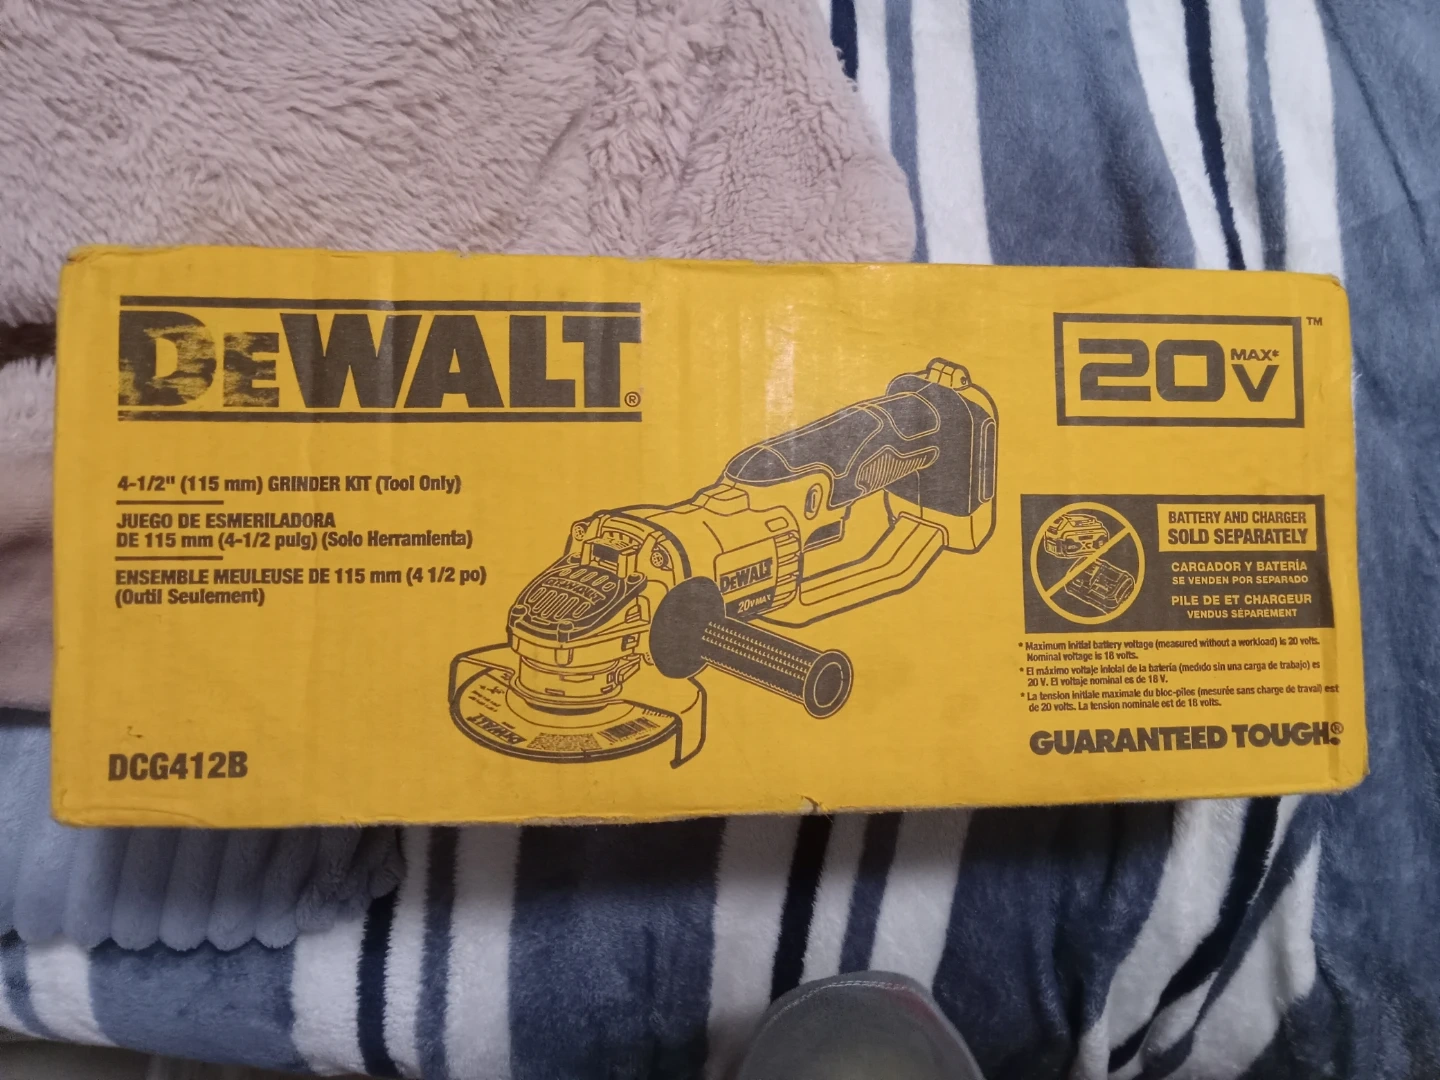 DEWALT®
20V MAX* ™
4-1/2" (115 mm) GRINDER KIT (Tool Only)
JUEGO DE ESMERILADORA
DE 115 mm (4-1/2 pulg) (Solo Herramienta)
ENSEMBLE MEULEUSE DE 115 mm (4 1/2 po)
(Outil Seulement)
DEWALT
20V MAX
DEWALT
BATTERY AND CHARGER
SOLD SEPARATELY
CARGADOR Y BATERÍA
SE VENDEN POR SEPARADO
PILE DE ET CHARGEUR
VENDUS SÉPARÉMENT
* Maximum initial battery voltage (measured without a workload) is 20 volts.
Nominal voltage is 18 volts.
* El máximo voltaje inicial de la batería (medido sin una carga de trabajo) es
20 V. El voltaje nominal es de 18 V.
* La tension initiale maximale du bloc-piles (mesurée sans charge de travail) est
de 20 volts. La tension nominale est de 18 volts.
GUARANTEED TOUGH.®
DCG412B